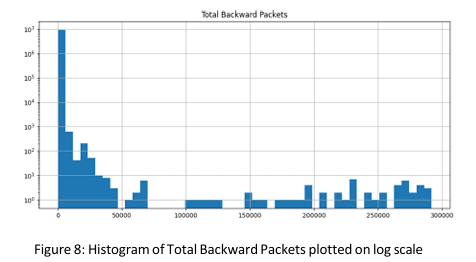 Total Backward Packets
10⁷
10⁶
10⁵
10⁴
10³
10²
10¹
10⁰
0 50000 100000 150000 200000 250000 300000
Figure 8: Histogram of Total Backward Packets plotted on log scale